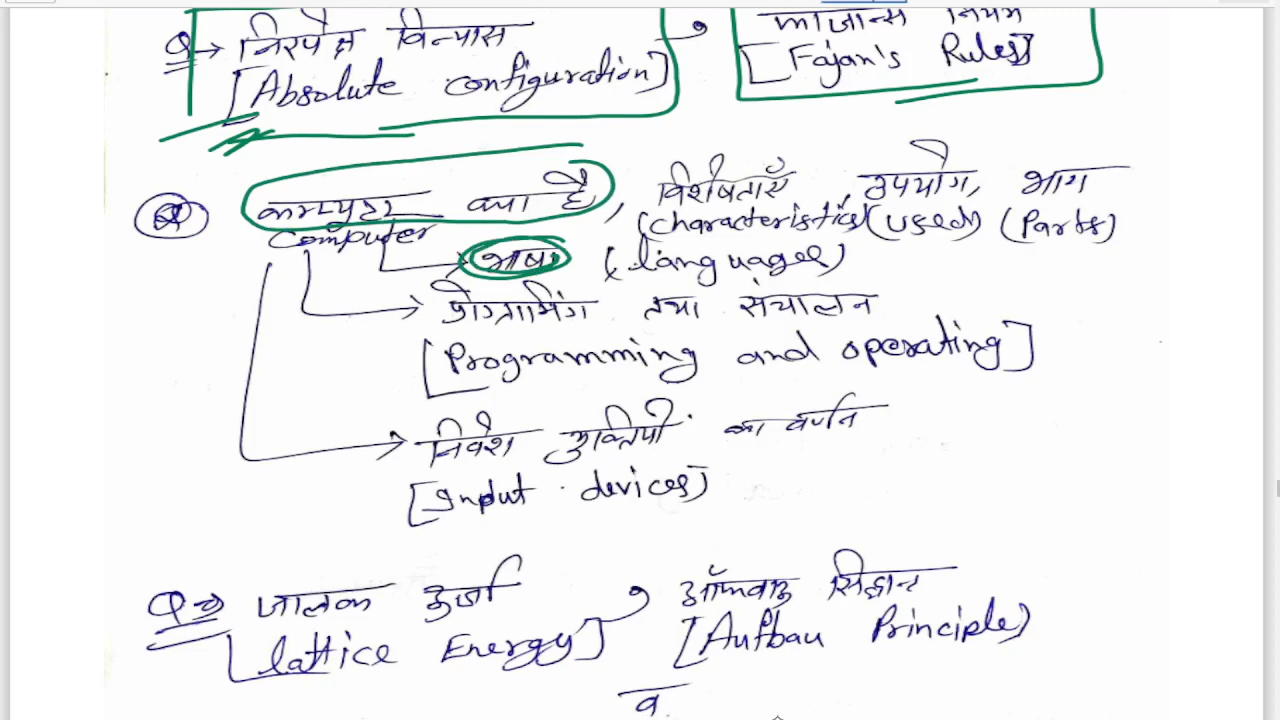 Q→ निरपेक्ष विन्यास , फाजान्स नियम
[Absolute configuration] [Fajan's Rules]
Q कम्प्यूटर क्या है, विशेषताएँ, उपयोग, भाग
Computer (Characteristics) (used) (Parts)
भाषा (languages)
प्रोग्रामिंग तथा संचालन
[Programming and operating]
निवेश युक्तियों का वर्णन
[Input devices]
Q→ जालक ऊर्जा , ऑफबाऊ सिद्धान्त
[lattice Energy] [Aufbau Principle]
व